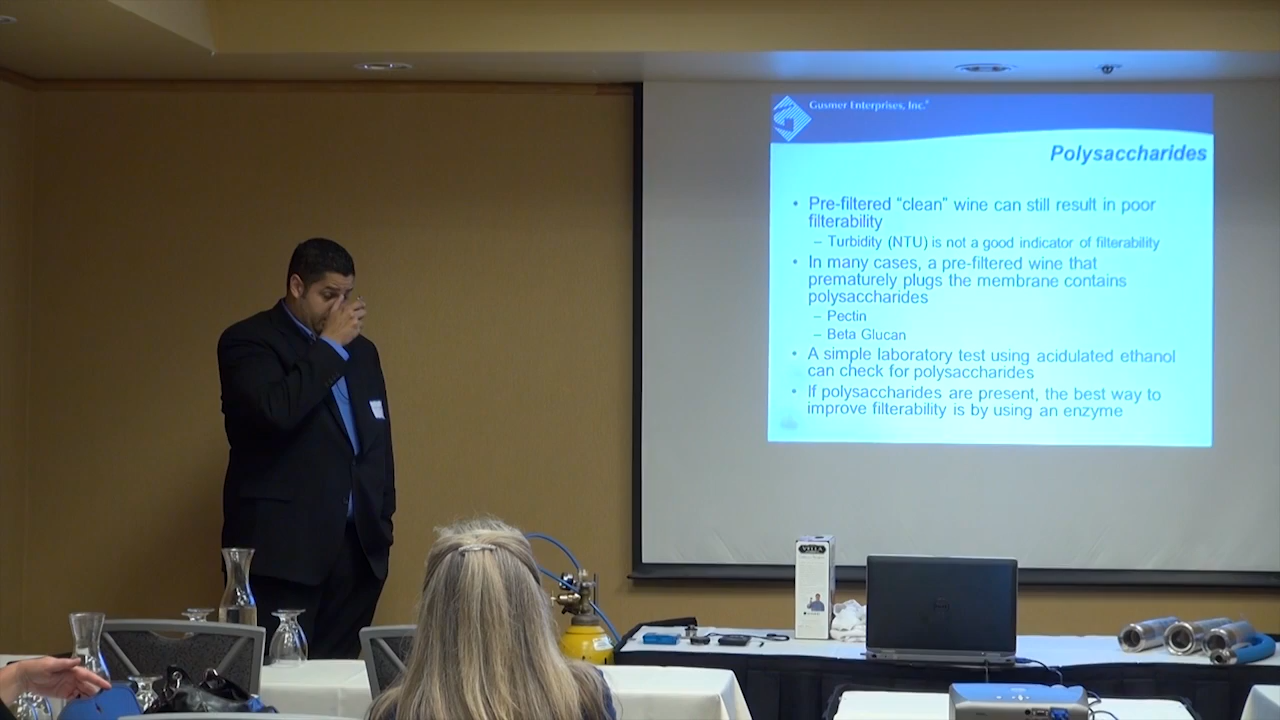 Gusmer Enterprises, Inc.®
Polysaccharides
• Pre-filtered “clean” wine can still result in poor
filterability
– Turbidity (NTU) is not a good indicator of filterability
• In many cases, a pre-filtered wine that
prematurely plugs the membrane contains
polysaccharides
– Pectin
– Beta Glucan
• A simple laboratory test using acidulated ethanol
can check for polysaccharides
• If polysaccharides are present, the best way to
improve filterability is by using an enzyme